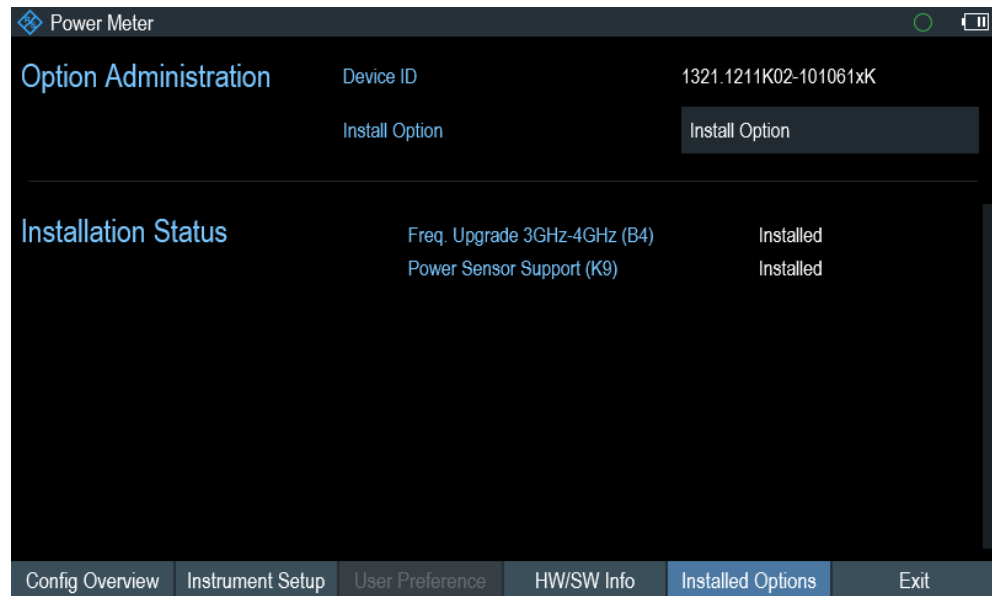 Power Meter
Option Administration Device ID 1321.1211K02-101061xK
Install Option Install Option
Installation Status Freq. Upgrade 3GHz-4GHz (B4) Installed
Power Sensor Support (K9) Installed
Config Overview Instrument Setup User Preference HW/SW Info Installed Options Exit